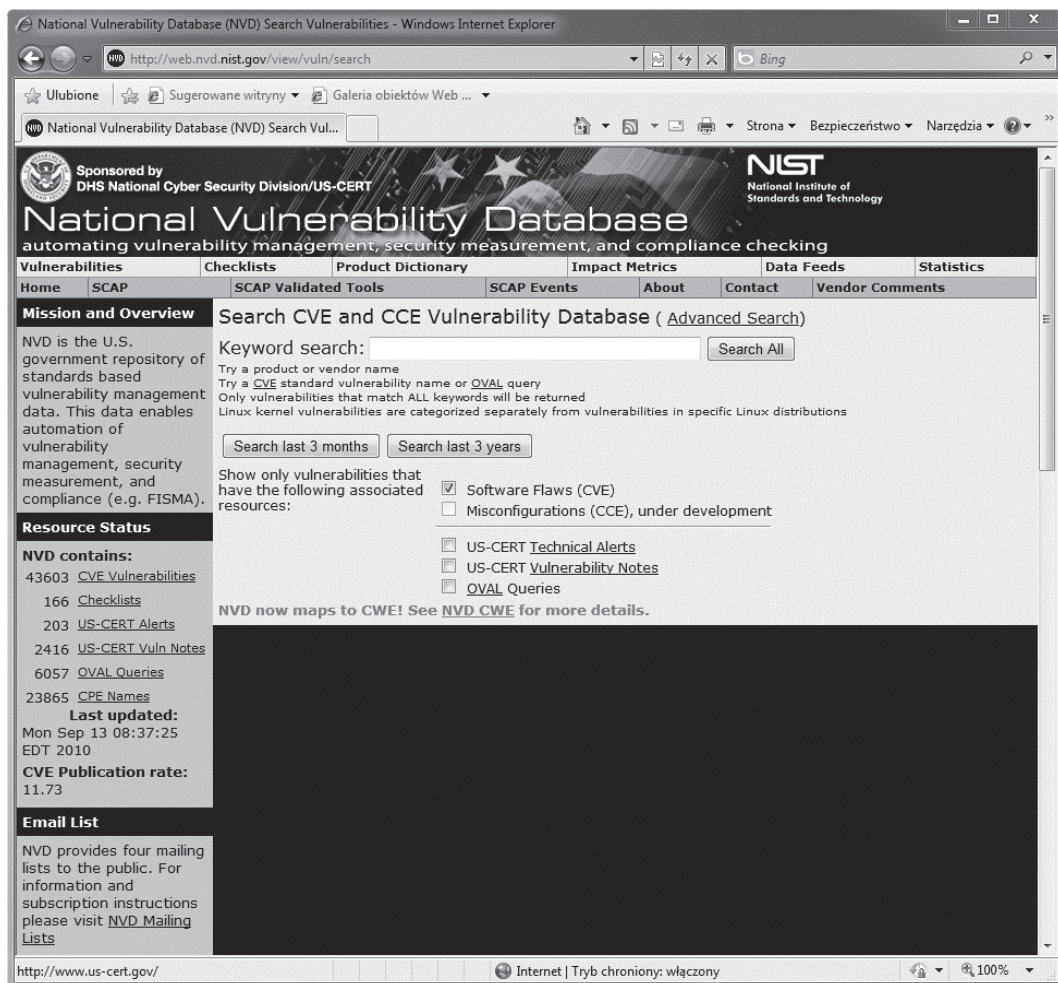 National Vulnerability Database (NVD) Search Vulnerabilities - Windows Internet Explorer
NVD http://web.nvd.nist.gov/view/vuln/search Bing
Ulubione Sugerowane witryny Galeria obiektów Web ...
NVD National Vulnerability Database (NVD) Search Vul... Strona Bezpieczeństwo Narzędzia »
Sponsored by
DHS National Cyber Security Division/US-CERT
NIST
National Institute of
Standards and Technology
National Vulnerability Database
automating vulnerability management, security measurement, and compliance checking
Vulnerabilities Checklists Product Dictionary Impact Metrics Data Feeds Statistics
Home SCAP SCAP Validated Tools SCAP Events About Contact Vendor Comments
Mission and Overview
NVD is the U.S.
government repository of
standards based
vulnerability management
data. This data enables
automation of
vulnerability
management, security
measurement, and
compliance (e.g. FISMA).
Resource Status
NVD contains:
43603 CVE Vulnerabilities
166 Checklists
203 US-CERT Alerts
2416 US-CERT Vuln Notes
6057 OVAL Queries
23865 CPE Names
Last updated:
Mon Sep 13 08:37:25
EDT 2010
CVE Publication rate:
11.73
Email List
NVD provides four mailing
lists to the public. For
information and
subscription instructions
please visit NVD Mailing
Lists
Search CVE and CCE Vulnerability Database ( Advanced Search)
Keyword search: Search All
Try a product or vendor name
Try a CVE standard vulnerability name or OVAL query
Only vulnerabilities that match ALL keywords will be returned
Linux kernel vulnerabilities are categorized separately from vulnerabilities in specific Linux distributions
Search last 3 months Search last 3 years
Show only vulnerabilities that
have the following associated
resources:
Software Flaws (CVE)
Misconfigurations (CCE), under development
US-CERT Technical Alerts
US-CERT Vulnerability Notes
OVAL Queries
NVD now maps to CWE! See NVD CWE for more details.
http://www.us-cert.gov/ Internet | Tryb chroniony: włączony 100%